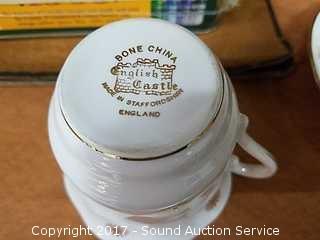 BONE CHINA
English
Castle
MADE IN STAFFORDSHIRE
ENGLAND
Copyright 2017 - Sound Auction Service